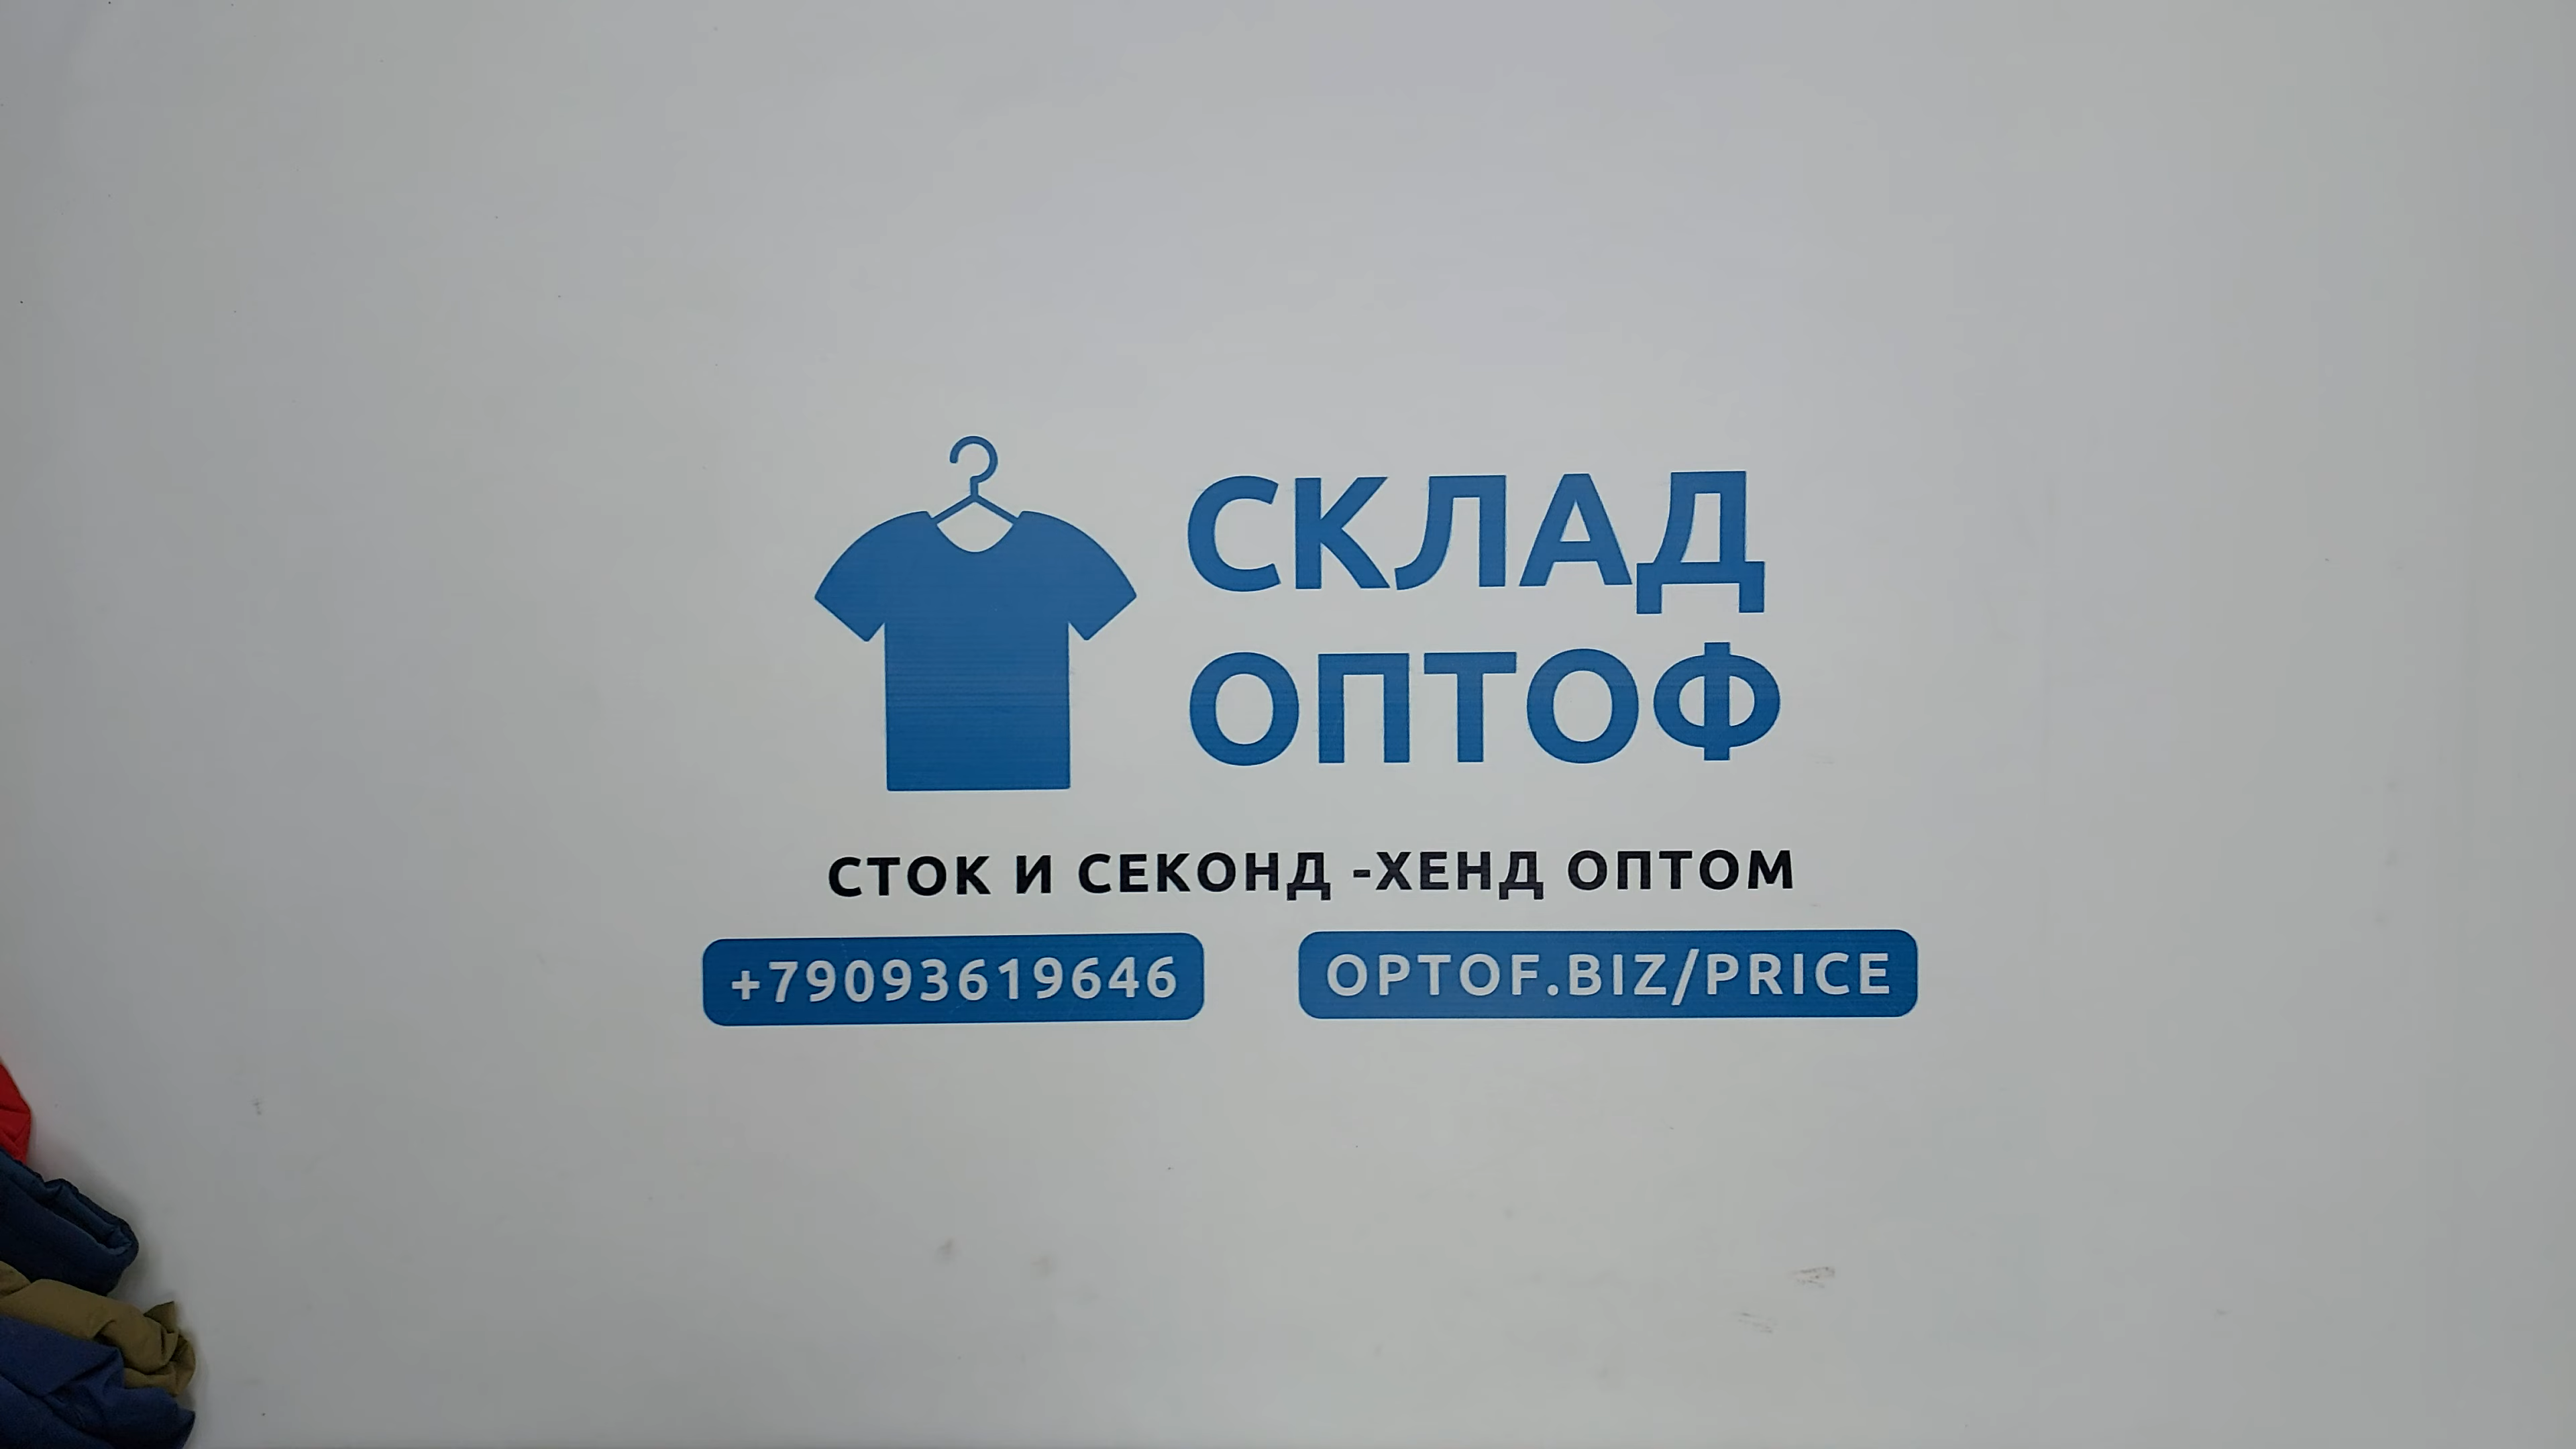 СКЛАД
ОПТОФ
СТОК И СЕКОНД -ХЕНД ОПТОМ
+79093619646
OPTOF.BIZ/PRICE